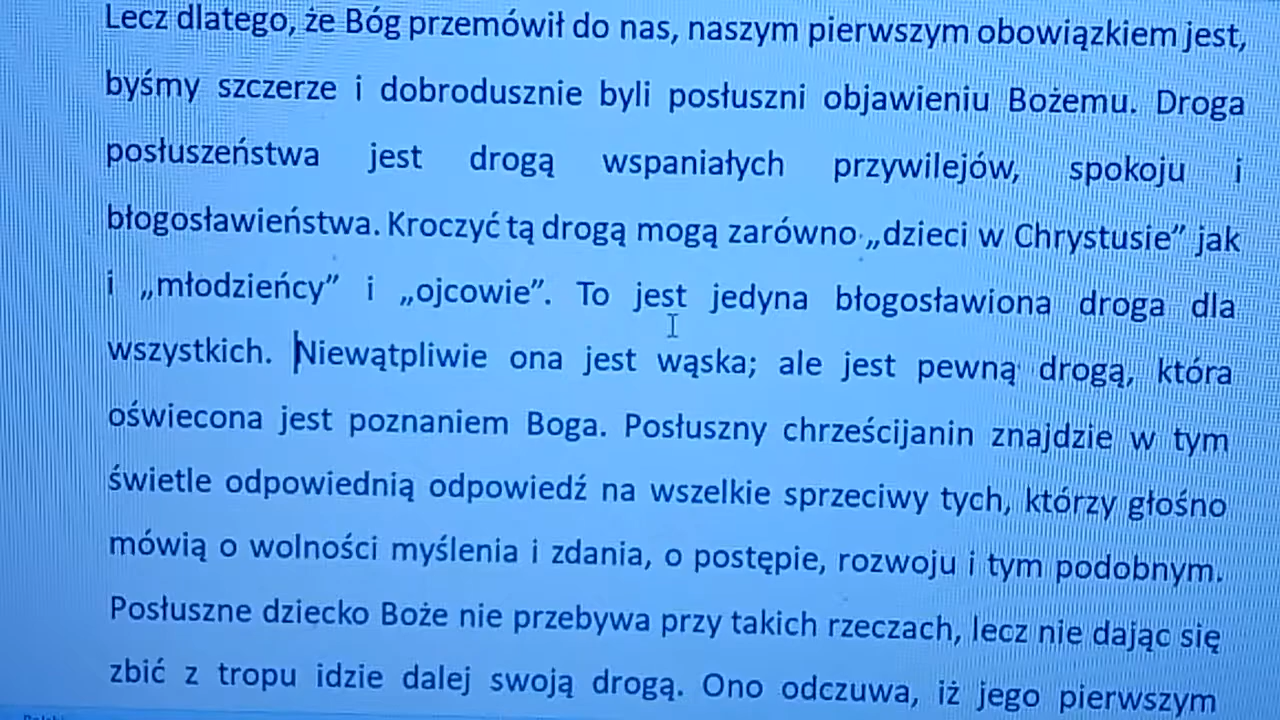 Lecz dlatego, że Bóg przemówił do nas, naszym pierwszym obowiązkiem jest,
byśmy szczerze i dobrodusznie byli posłuszni objawieniu Bożemu. Droga
posłuszeństwa jest drogą wspaniałych przywilejów, spokoju i
błogosławieństwa. Kroczyć tą drogą mogą zarówno „dzieci w Chrystusie” jak
i „młodzieńcy” i „ojcowie”. To jest jedyna błogosławiona droga dla
wszystkich. Niewątpliwie ona jest wąska; ale jest pewną drogą, która
oświecona jest poznaniem Boga. Posłuszny chrześcijanin znajdzie w tym
świetle odpowiednią odpowiedź na wszelkie sprzeciwy tych, którzy głośno
mówią o wolności myślenia i zdania, o postępie, rozwoju i tym podobnym.
Posłuszne dziecko Boże nie przebywa przy takich rzeczach, lecz nie dając się
zbić z tropu idzie dalej swoją drogą. Ono odczuwa, iż jego pierwszym